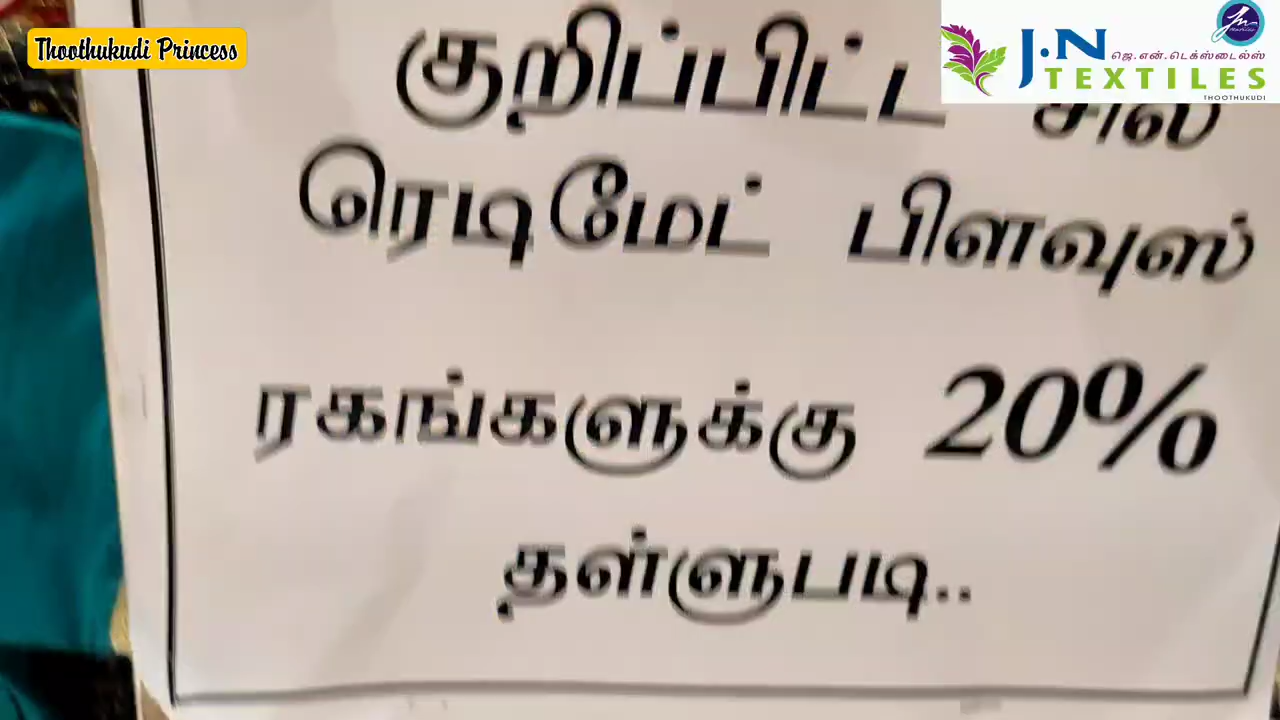 Thoothukudi Princess
J.N
ஜெ.என்.டெக்ஸ்டைல்ஸ்
TEXTILES
THOOTHUKUDI
குறிப்பிட்ட சில
ரெடிமேட் பிளவுஸ்
ரகங்களுக்கு 20%
தள்ளுபடி..